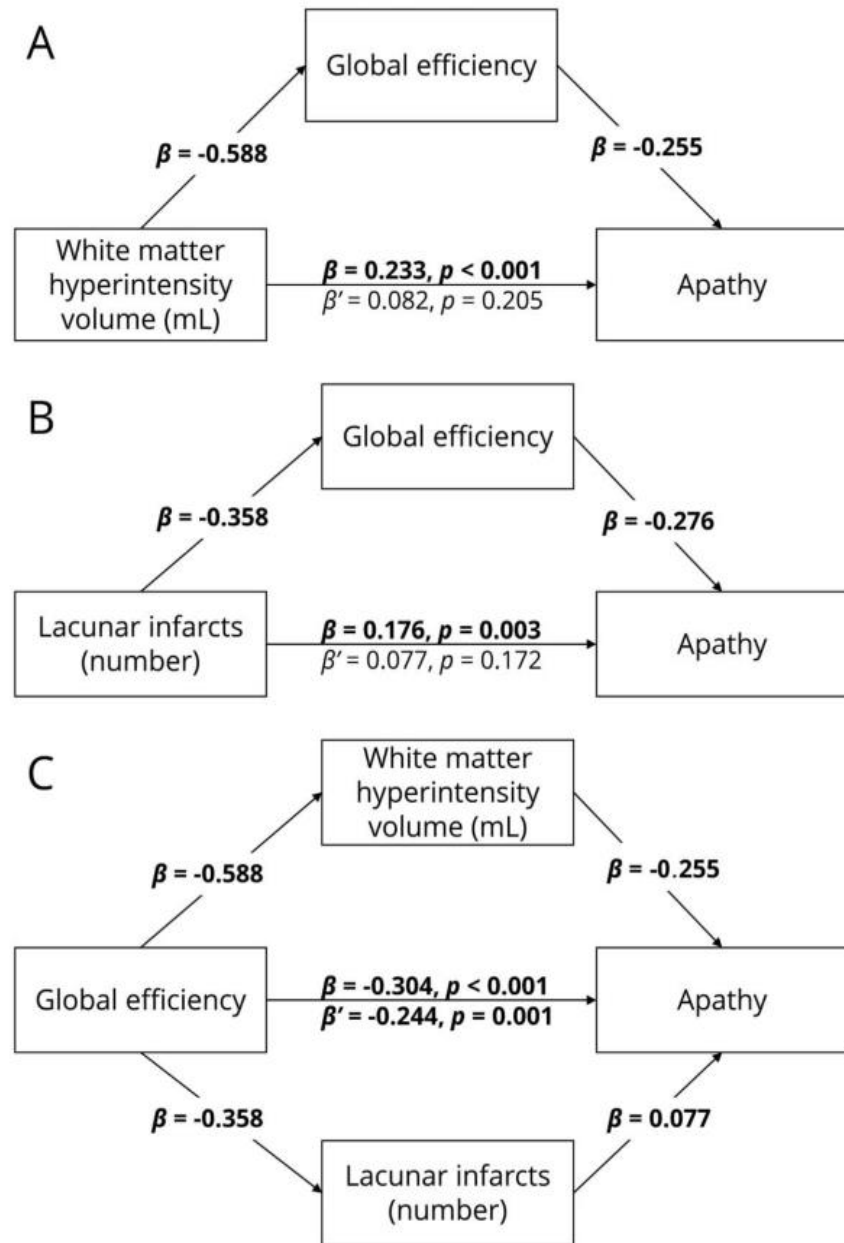 A
Global efficiency
β = -0.588
β = -0.255
White matter
hyperintensity
volume (mL)
β = 0.233, p < 0.001
β′ = 0.082, p = 0.205
Apathy
B
Global efficiency
β = -0.358
β = -0.276
Lacunar infarcts
(number)
β = 0.176, p = 0.003
β′ = 0.077, p = 0.172
Apathy
C
White matter
hyperintensity
volume (mL)
β = -0.588
β = -0.255
Global efficiency
β = -0.304, p < 0.001
β′ = -0.244, p = 0.001
Apathy
β = -0.358
β = 0.077
Lacunar infarcts
(number)